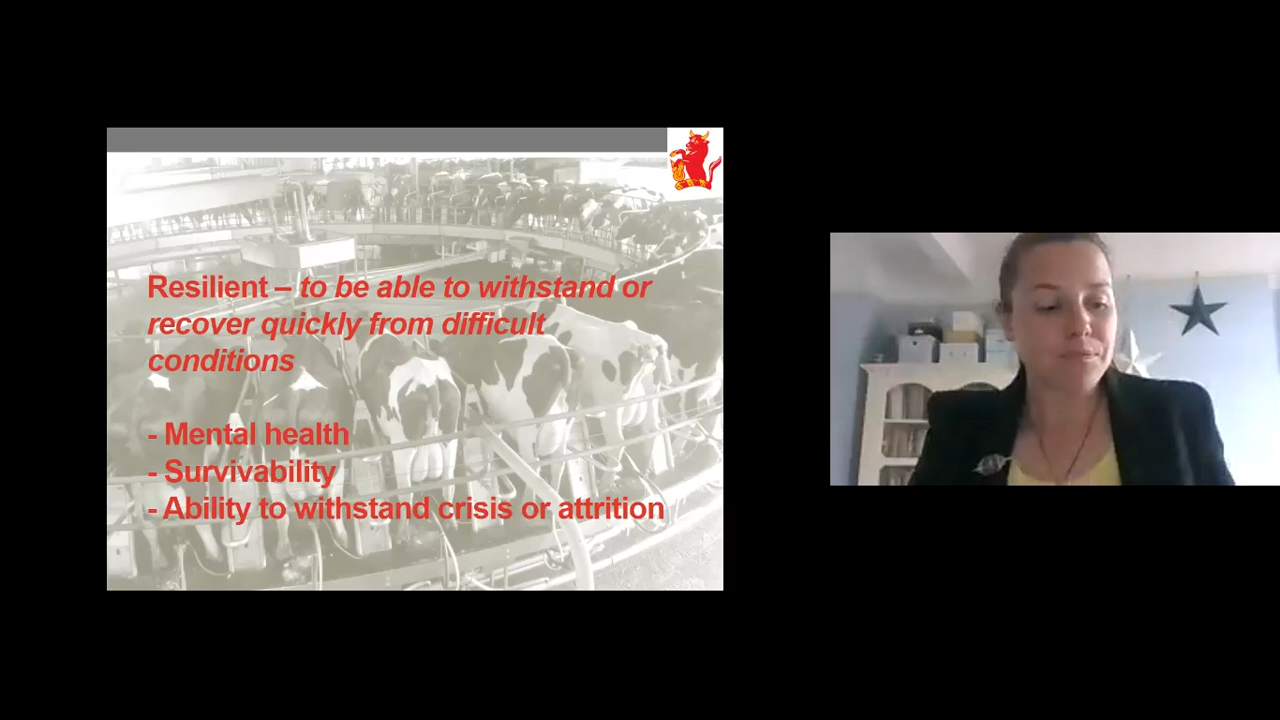 Resilient – to be able to withstand or
recover quickly from difficult
conditions
- Mental health
- Survivability
- Ability to withstand crisis or attrition